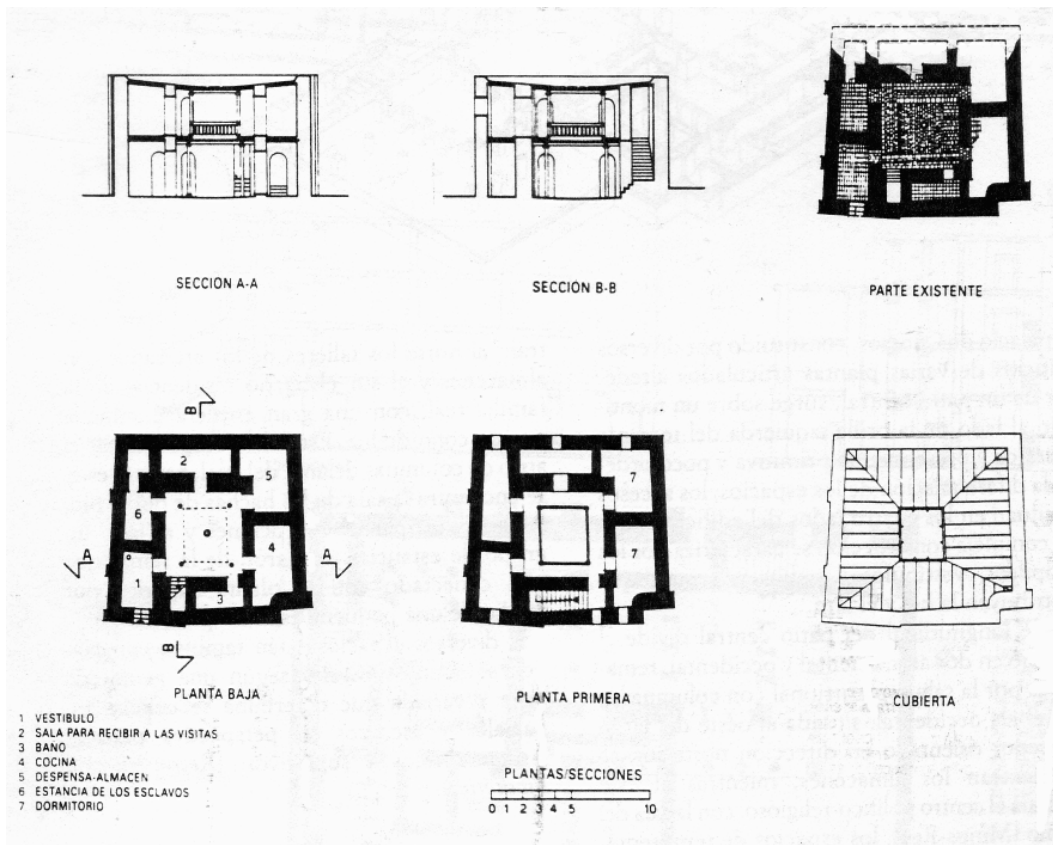 SECCION A-A
SECCIÓN B-B
PARTE EXISTENTE
B
2
5
6
A
4
A
1
3
B
7
7
PLANTA BAJA
PLANTA PRIMERA
CUBIERTA
1 VESTIBULO
2 SALA PARA RECIBIR A LAS VISITAS
3 BAÑO
4 COCINA
5 DESPENSA-ALMACEN
6 ESTANCIA DE LOS ESCLAVOS
7 DORMITORIO
PLANTAS/SECCIONES
0 1 2 3 4 5 10